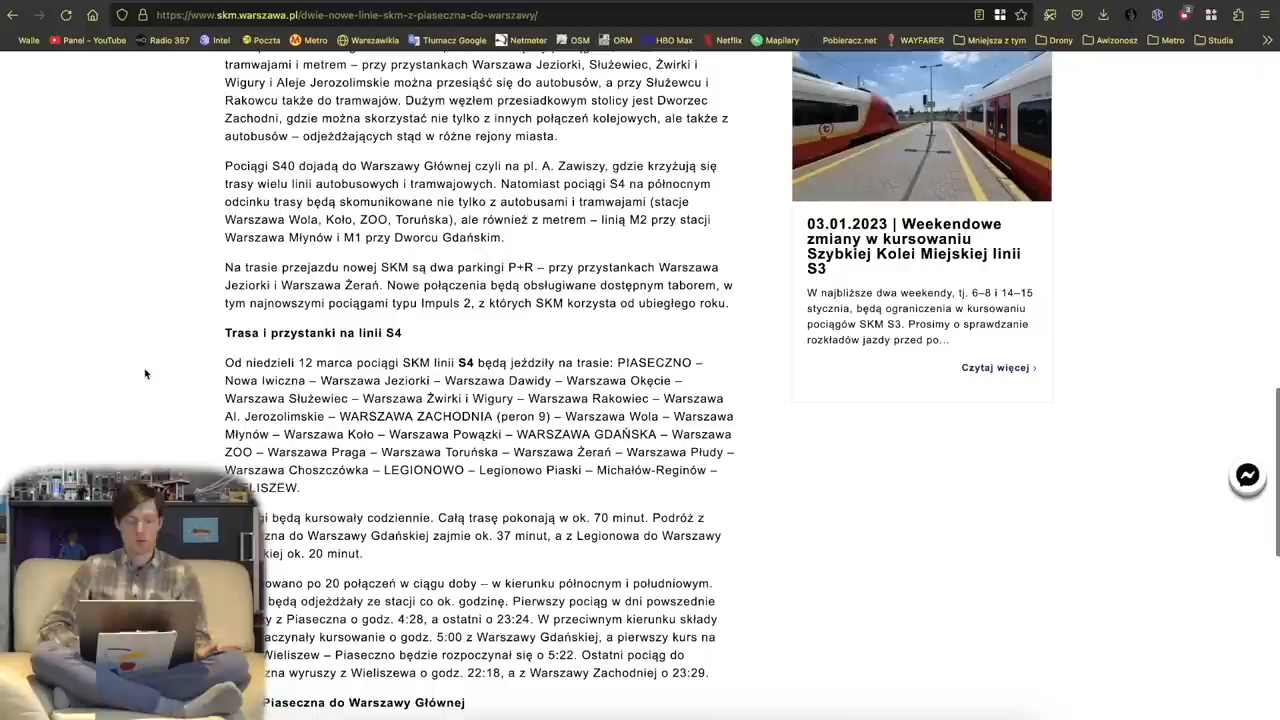 https://www.skm.warszawa.pl/dwie-nowe-linie-skm-z-piaseczna-do-warszawy/
3
Walle Panel – YouTube Radio 357 Intel Poczta Metro Warszawikia Tłumacz Google Netmeter OSM ORM HBO Max Netflix Mapilary Pobieracz.net WAYFARER Mniejsza z tym Drony Awizonosz Metro Studia
tramwajami i metrem – przy przystankach Warszawa Jeziorki, Służewiec, Żwirki i
Wigury i Aleje Jerozolimskie można przesiąść się do autobusów, a przy Służewcu i
Rakowcu także do tramwajów. Dużym węzłem przesiadkowym stolicy jest Dworzec
Zachodni, gdzie można skorzystać nie tylko z innych połączeń kolejowych, ale także z
autobusów – odjeżdżających stąd w różne rejony miasta.
Pociągi S40 dojadą do Warszawy Głównej czyli na pl. A. Zawiszy, gdzie krzyżują się
trasy wielu linii autobusowych i tramwajowych. Natomiast pociągi S4 na północnym
odcinku trasy będą skomunikowane nie tylko z autobusami i tramwajami (stacje
Warszawa Wola, Koło, ZOO, Toruńska), ale również z metrem – linią M2 przy stacji
Warszawa Młynów i M1 przy Dworcu Gdańskim.
Na trasie przejazdu nowej SKM są dwa parkingi P+R – przy przystankach Warszawa
Jeziorki i Warszawa Żerań. Nowe połączenia będą obsługiwane dostępnym taborem, w
tym najnowszymi pociągami typu Impuls 2, z których SKM korzysta od ubiegłego roku.
Trasa i przystanki na linii S4
Od niedzieli 12 marca pociągi SKM linii S4 będą jeździły na trasie: PIASECZNO –
Nowa Iwiczna – Warszawa Jeziorki – Warszawa Dawidy – Warszawa Okęcie –
Warszawa Służewiec – Warszawa Żwirki i Wigury – Warszawa Rakowiec – Warszawa
Al. Jerozolimskie – WARSZAWA ZACHODNIA (peron 9) – Warszawa Wola – Warszawa
Młynów – Warszawa Koło – Warszawa Powązki – WARSZAWA GDAŃSKA – Warszawa
ZOO – Warszawa Praga – Warszawa Toruńska – Warszawa Żerań – Warszawa Płudy –
Warszawa Choszczówka – LEGIONOWO – Legionowo Piaski – Michałów-Reginów –
LISZEW.
gi będą kursowały codziennie. Całą trasę pokonają w ok. 70 minut. Podróż z
czna do Warszawy Gdańskiej zajmie ok. 37 minut, a z Legionowa do Warszawy
kiej ok. 20 minut.
owano po 20 połączeń w ciągu doby – w kierunku północnym i południowym.
będą odjeżdżały ze stacji co ok. godzinę. Pierwszy pociąg w dni powszednie
y z Piaseczna o godz. 4:28, a ostatni o 23:24. W przeciwnym kierunku składy
aczynały kursowanie o godz. 5:00 z Warszawy Gdańskiej, a pierwszy kurs na
Wieliszew – Piaseczno będzie rozpoczynał się o 5:22. Ostatni pociąg do
zna wyruszy z Wieliszewa o godz. 22:18, a z Warszawy Zachodniej o 23:29.
Piaseczna do Warszawy Głównej
03.01.2023 | Weekendowe
zmiany w kursowaniu
Szybkiej Kolei Miejskiej linii
S3
W najbliższe dwa weekendy, tj. 6–8 i 14–15
stycznia, będą ograniczenia w kursowaniu
pociągów SKM S3. Prosimy o sprawdzanie
rozkładów jazdy przed po...
Czytaj więcej ›